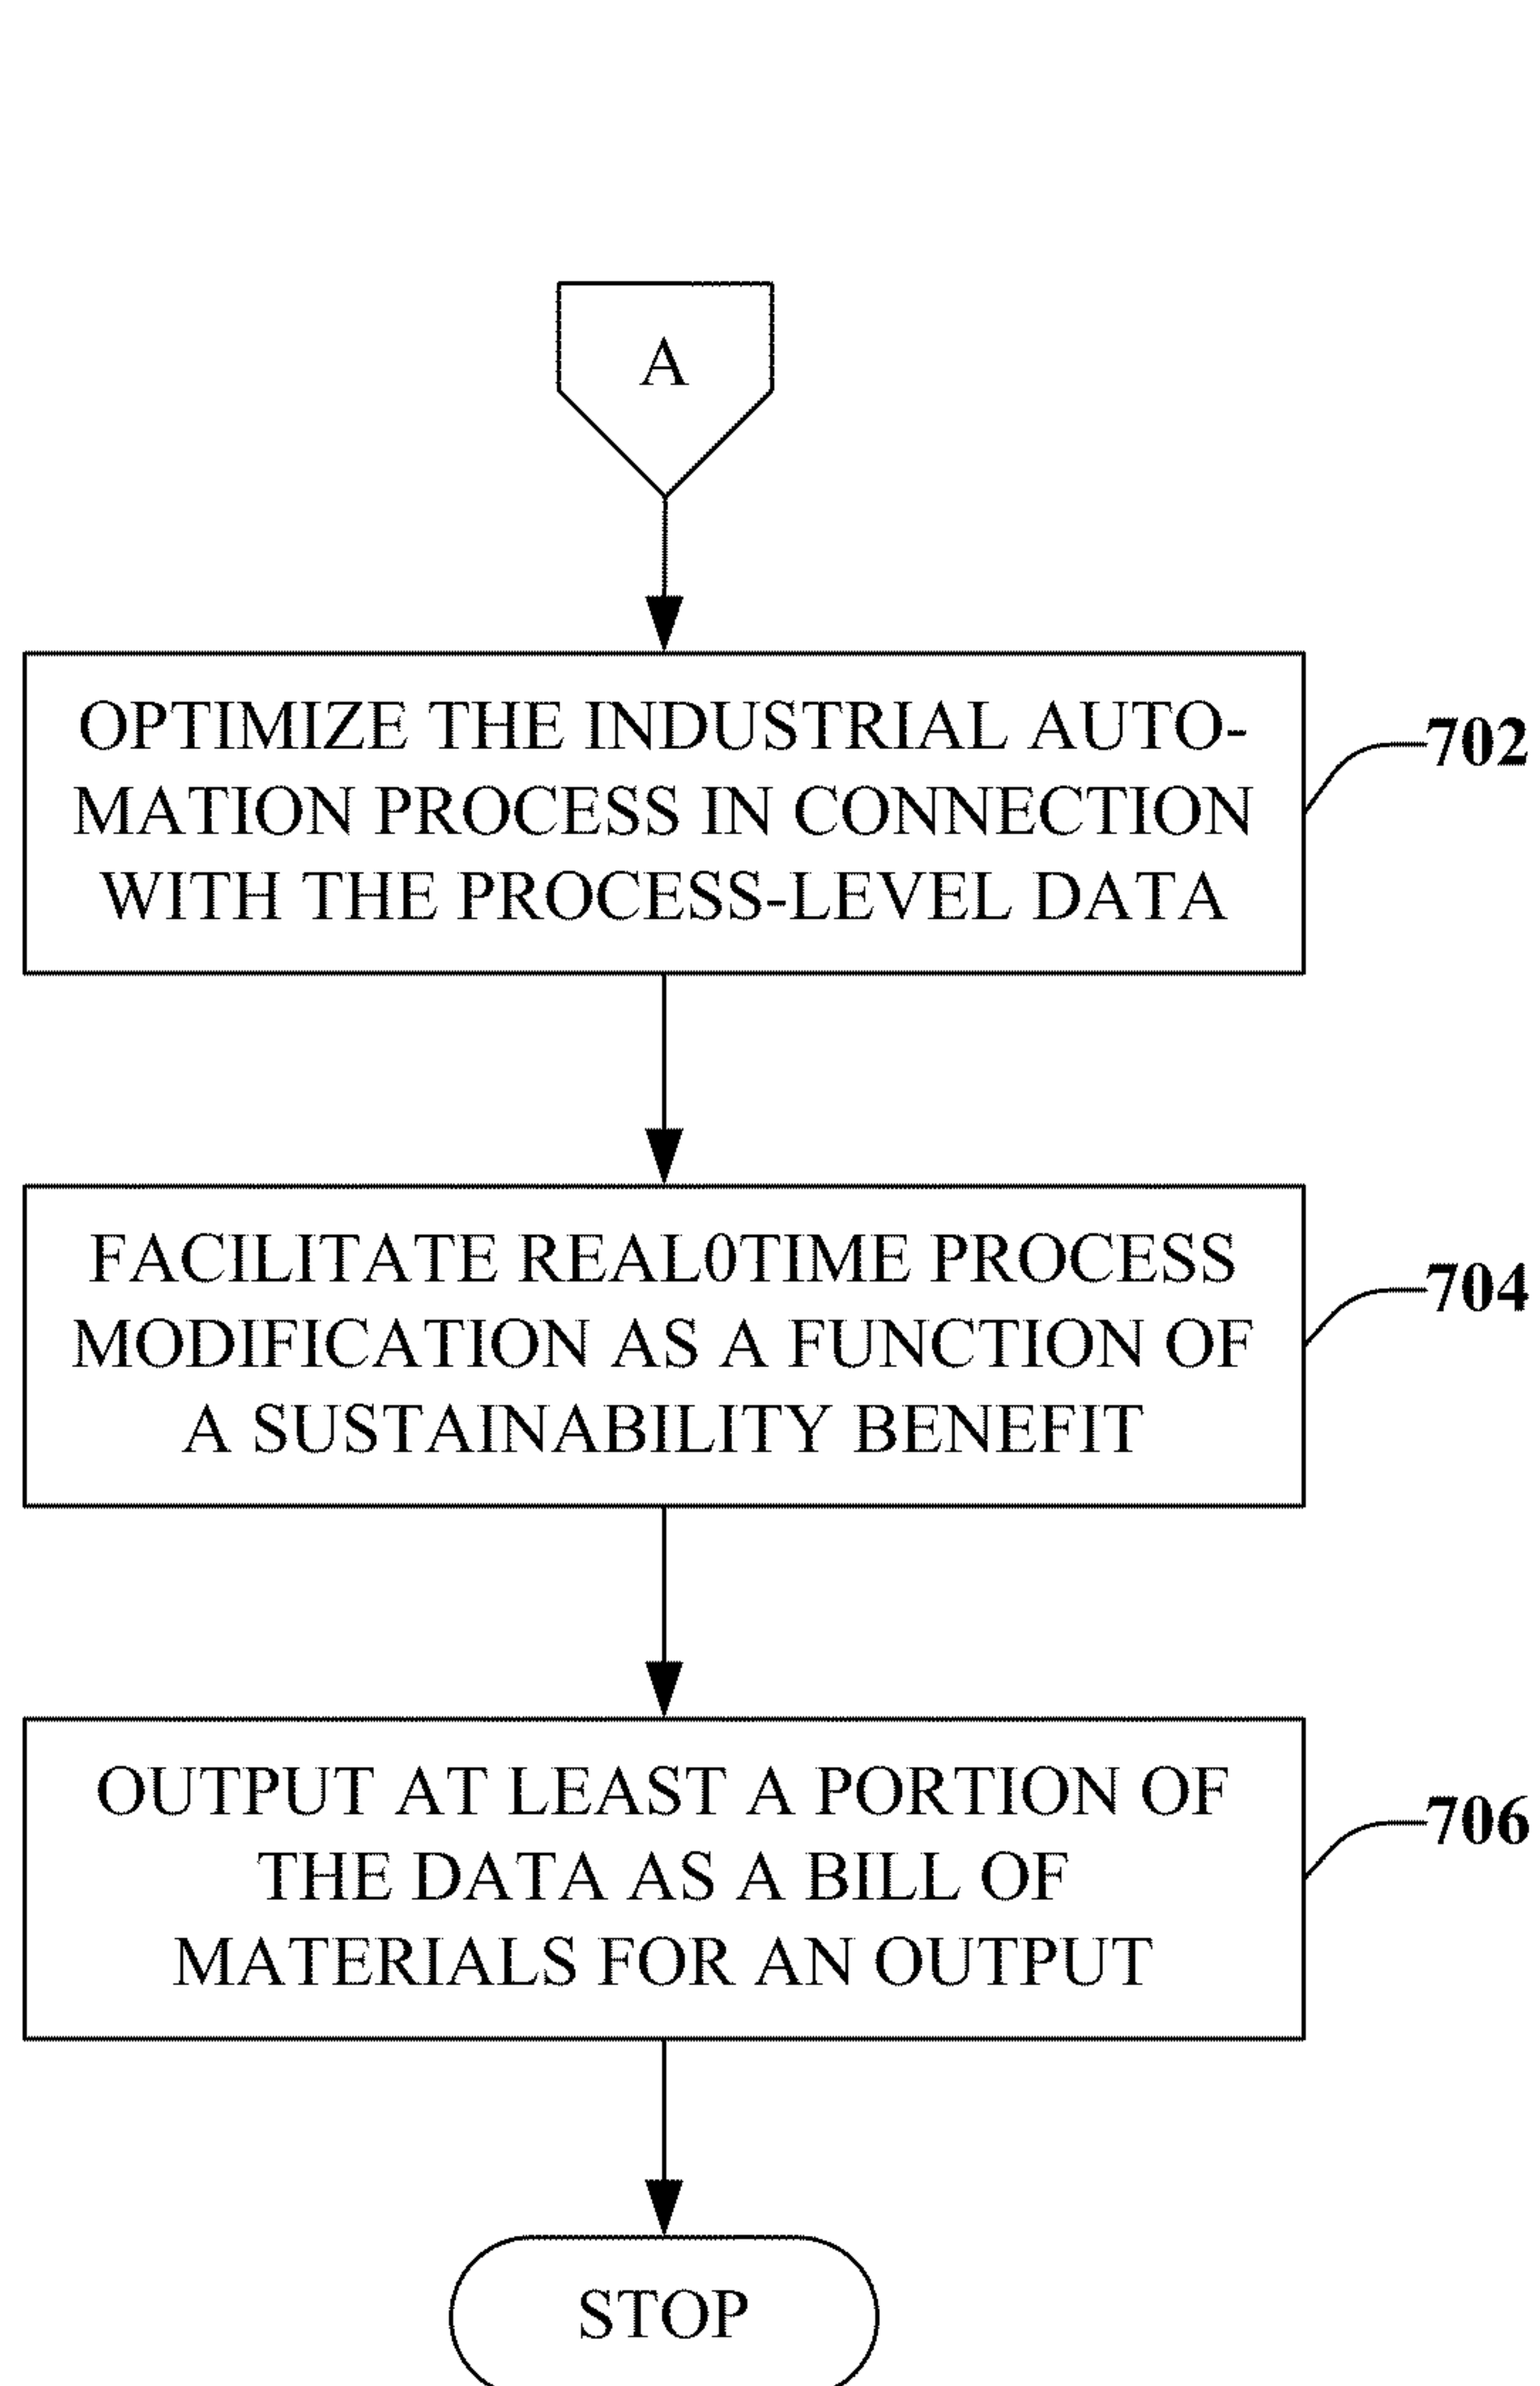 A
OPTIMIZE THE INDUSTRIAL AUTO-
MATION PROCESS IN CONNECTION
WITH THE PROCESS-LEVEL DATA
702
FACILITATE REAL0TIME PROCESS
MODIFICATION AS A FUNCTION OF
A SUSTAINABILITY BENEFIT
704
OUTPUT AT LEAST A PORTION OF
THE DATA AS A BILL OF
MATERIALS FOR AN OUTPUT
706
STOP